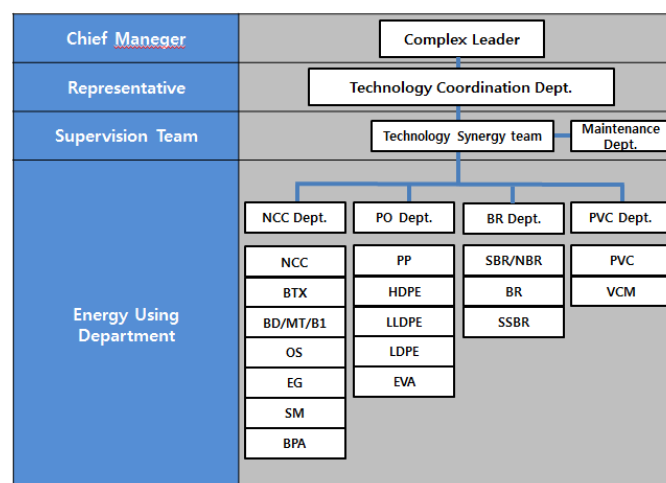 Chief Maneger
Complex Leader
Representative
Technology Coordination Dept.
Supervision Team
Technology Synergy team
Maintenance
Dept.
Energy Using
Department
NCC Dept.
PO Dept.
BR Dept.
PVC Dept.
NCC
BTX
BD/MT/B1
OS
EG
SM
BPA
PP
HDPE
LLDPE
LDPE
EVA
SBR/NBR
BR
SSBR
PVC
VCM